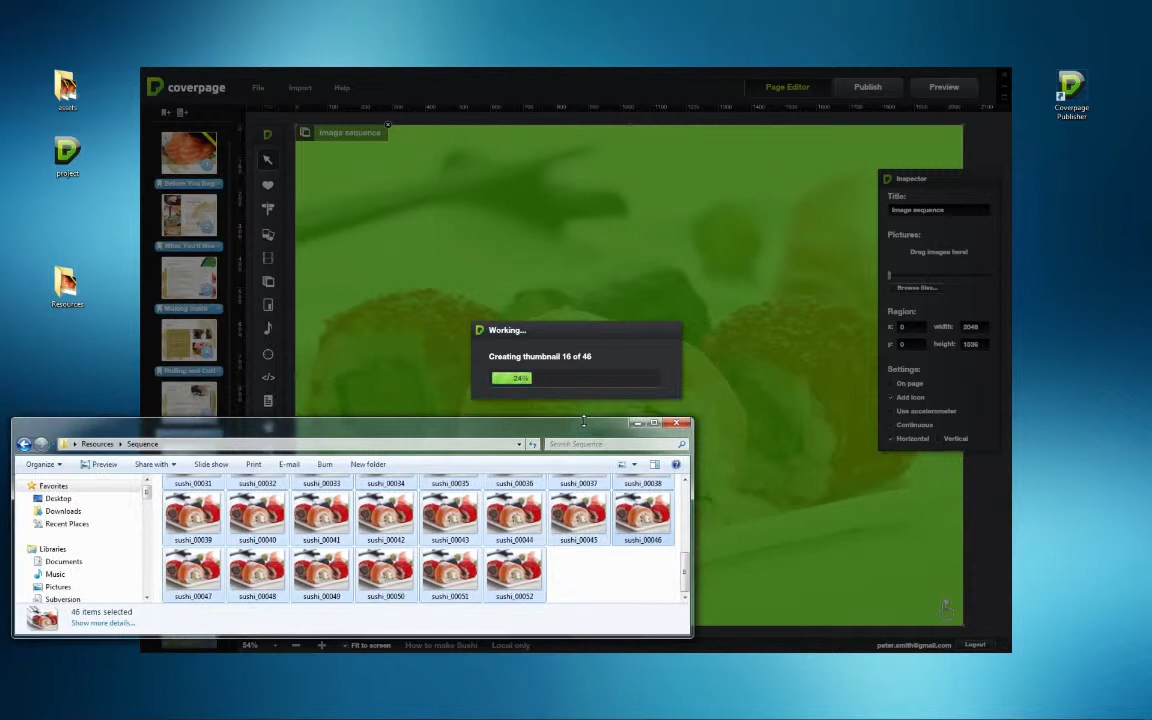 assets
project
Resources
Coverpage
Publisher
coverpage
File
Import
Help
Page Editor
Publish
Preview
Image sequence
Before You Beg
What You'll Nee
Making Sushi
Rolling and Cutt
Working...
Creating thumbnail 16 of 46
24%
Inspector
Title:
Image sequence
Pictures:
Drag images here!
Browse files...
Region:
x: 0 width: 2048
y: 0 height: 1536
Settings:
On page
Add icon
Use accelerometer
Continuous
Horizontal Vertical
Resources Sequence
Search Sequence
Organize Preview Share with Slide show Print E-mail Burn New folder
Favorites
Desktop
Downloads
Recent Places
Libraries
Documents
Music
Pictures
Subversion
sushi_00031 sushi_00032 sushi_00033 sushi_00034 sushi_00035 sushi_00036 sushi_00037 sushi_00038
sushi_00039 sushi_00040 sushi_00041 sushi_00042 sushi_00043 sushi_00044 sushi_00045 sushi_00046
sushi_00047 sushi_00048 sushi_00049 sushi_00050 sushi_00051 sushi_00052
46 items selected
Show more details...
54%
Fit to screen
How to make Sushi
Local only
peter.smith@gmail.com
Logout